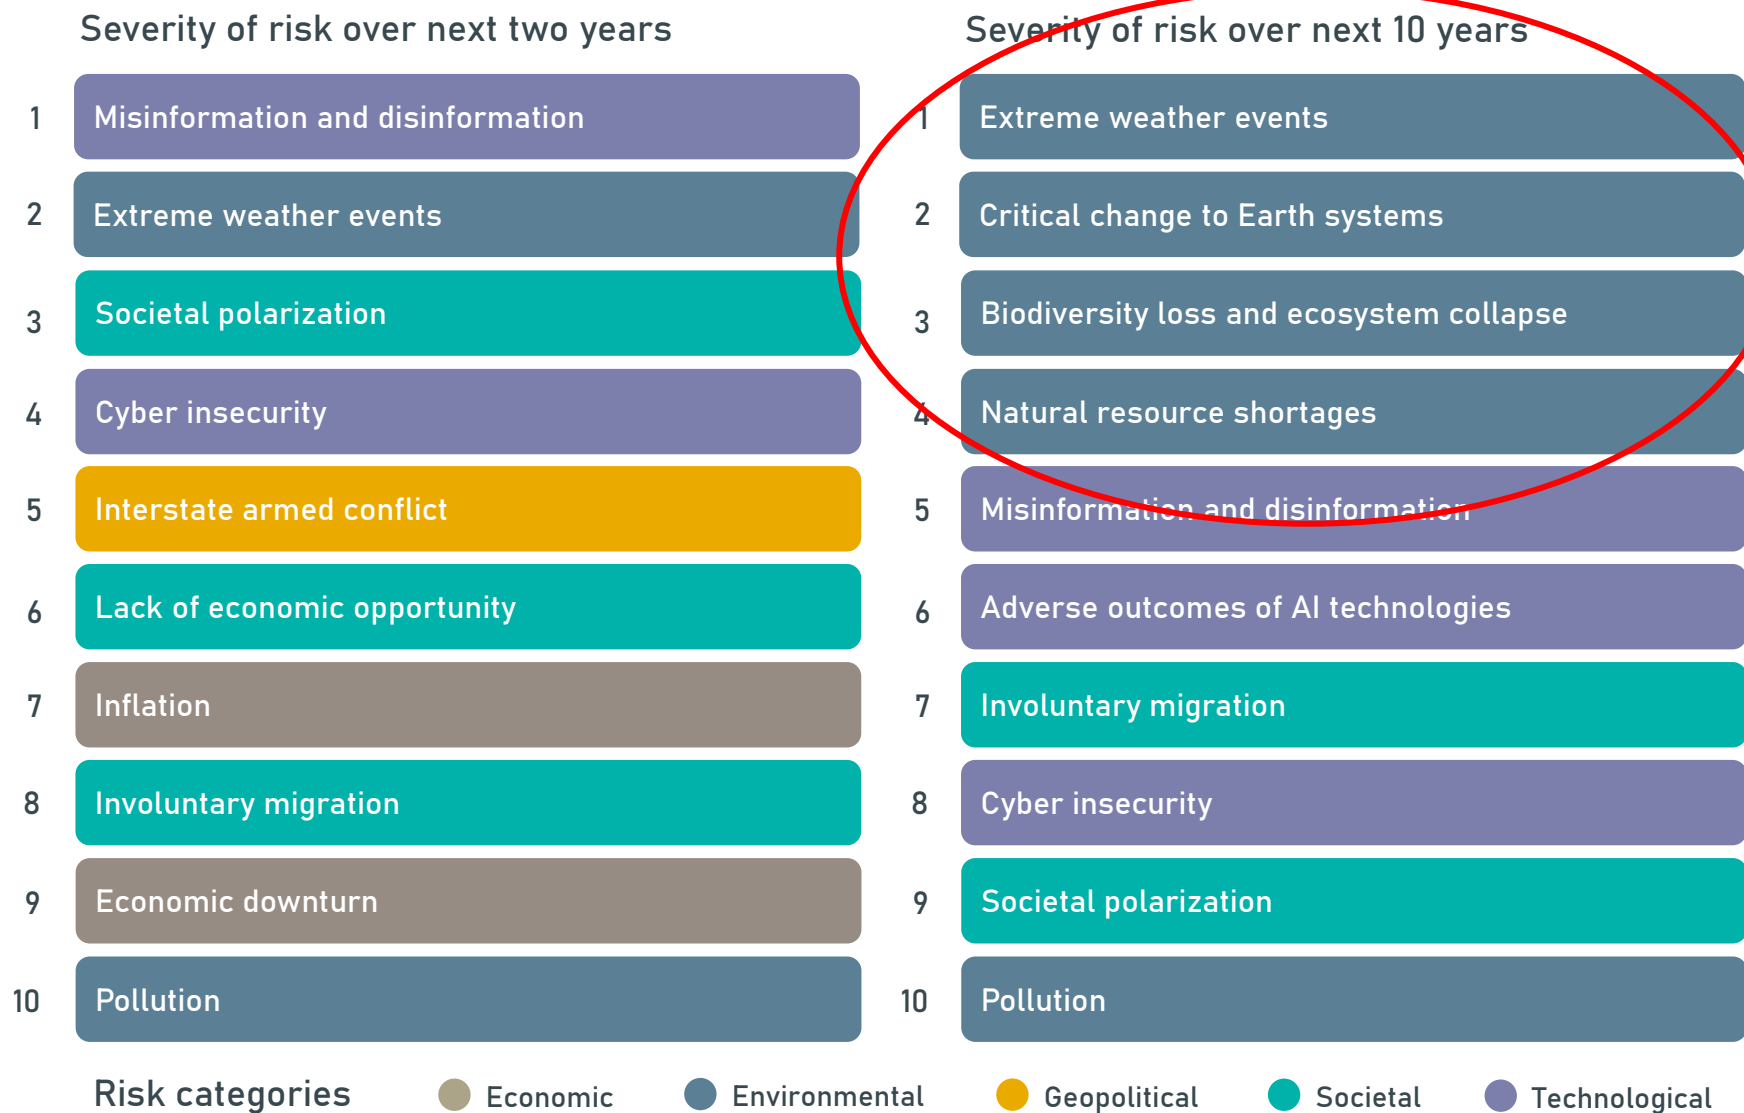 Severity of risk over next two years
1 Misinformation and disinformation
2 Extreme weather events
3 Societal polarization
4 Cyber insecurity
5 Interstate armed conflict
6 Lack of economic opportunity
7 Inflation
8 Involuntary migration
9 Economic downturn
10 Pollution
Severity of risk over next 10 years
1 Extreme weather events
2 Critical change to Earth systems
3 Biodiversity loss and ecosystem collapse
4 Natural resource shortages
5 Misinformation and disinformation
6 Adverse outcomes of AI technologies
7 Involuntary migration
8 Cyber insecurity
9 Societal polarization
10 Pollution
Risk categories Economic Environmental Geopolitical Societal Technological